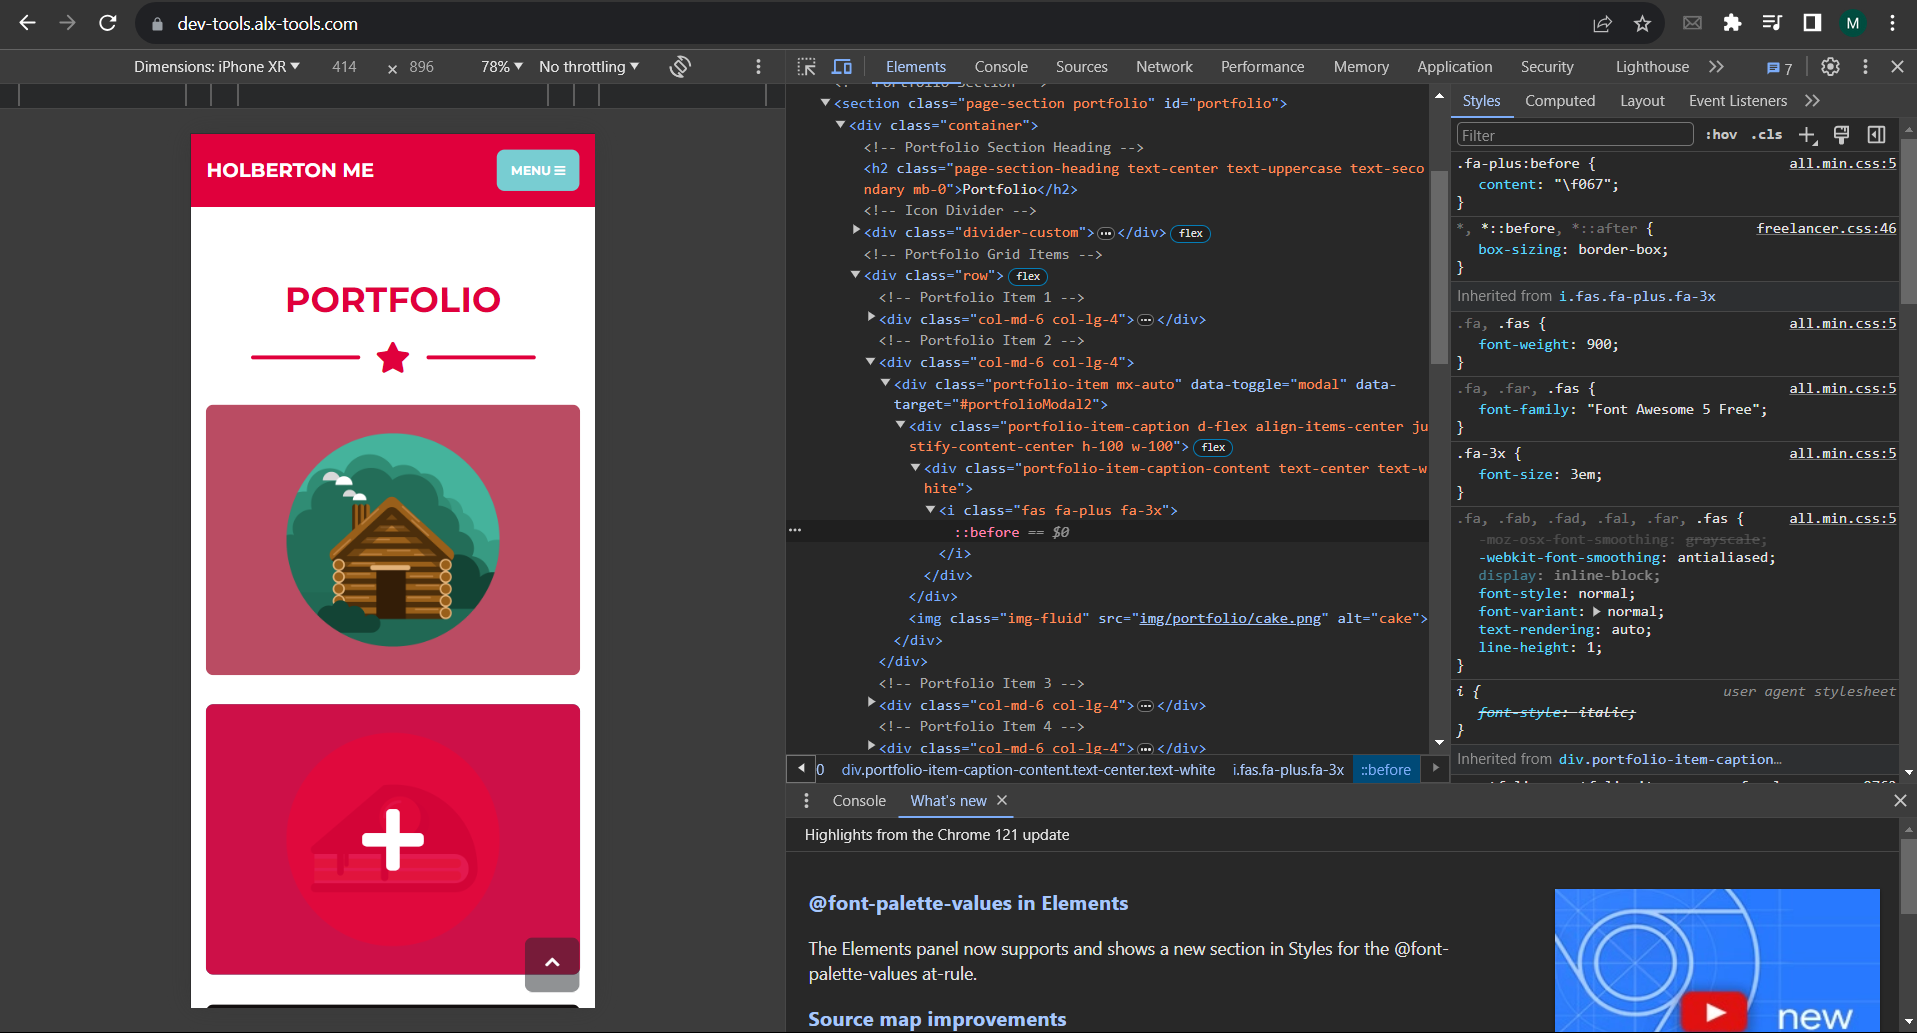 dev-tools.alx-tools.com
M
Dimensions: iPhone XR ▼ 414 × 896 78% ▼ No throttling ▼
Elements Console Sources Network Performance Memory Application Security Lighthouse
7
HOLBERTON ME
MENU
PORTFOLIO
<section class="page-section portfolio" id="portfolio">
<div class="container">
<!-- Portfolio Section Heading -->
<h2 class="page-section-heading text-center text-uppercase text-seco
ndary mb-0">Portfolio</h2>
<!-- Icon Divider -->
<div class="divider-custom"> ⋯ </div> flex
<!-- Portfolio Grid Items -->
<div class="row"> flex
<!-- Portfolio Item 1 -->
<div class="col-md-6 col-lg-4"> ⋯ </div>
<!-- Portfolio Item 2 -->
<div class="col-md-6 col-lg-4">
<div class="portfolio-item mx-auto" data-toggle="modal" data-
target="#portfolioModal2">
<div class="portfolio-item-caption d-flex align-items-center ju
stify-content-center h-100 w-100"> flex
<div class="portfolio-item-caption-content text-center text-w
hite">
<i class="fas fa-plus fa-3x">
::before == $0
</i>
</div>
</div>
<img class="img-fluid" src="img/portfolio/cake.png" alt="cake">
</div>
</div>
<!-- Portfolio Item 3 -->
<div class="col-md-6 col-lg-4"> ⋯ </div>
<!-- Portfolio Item 4 -->
<div class="col-md-6 col-lg-4"> ⋯ </div>
0 div.portfolio-item-caption-content.text-center.text-white i.fas.fa-plus.fa-3x ::before
Styles Computed Layout Event Listeners
Filter :hov .cls
.fa-plus:before { all.min.css:5
content: "\f067";
}
*, *::before, *::after { freelancer.css:46
box-sizing: border-box;
}
Inherited from i.fas.fa-plus.fa-3x
.fa, .fas { all.min.css:5
font-weight: 900;
}
.fa, .far, .fas { all.min.css:5
font-family: "Font Awesome 5 Free";
}
.fa-3x { all.min.css:5
font-size: 3em;
}
.fa, .fab, .fad, .fal, .far, .fas { all.min.css:5
-moz-osx-font-smoothing: grayscale;
-webkit-font-smoothing: antialiased;
display: inline-block;
font-style: normal;
font-variant: ▶ normal;
text-rendering: auto;
line-height: 1;
}
i { user agent stylesheet
font-style: italic;
}
Inherited from div.portfolio-item-caption…
Console What's new
Highlights from the Chrome 121 update
@font-palette-values in Elements
The Elements panel now supports and shows a new section in Styles for the @font-
palette-values at-rule.
Source map improvements
new